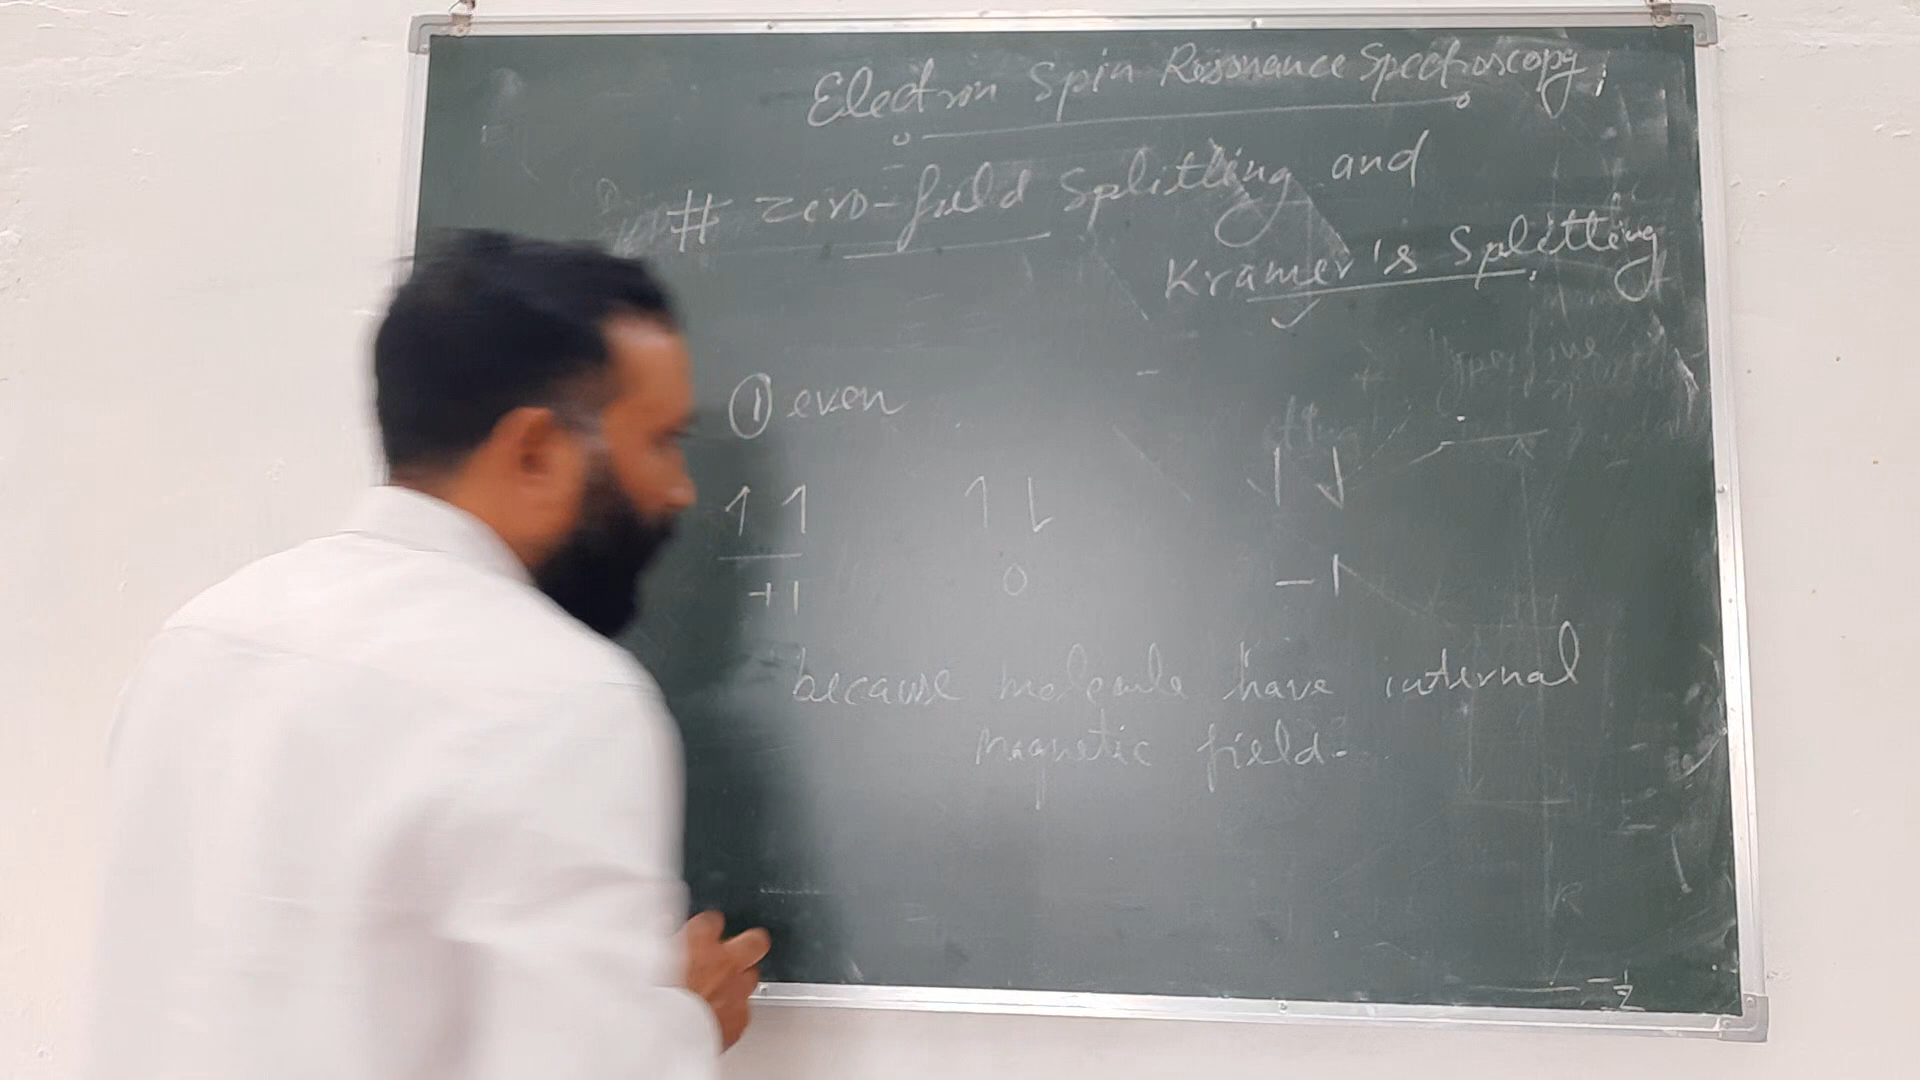 Electron Spin Resonance Spectroscopy
# Zero-field Splitting and
Kramer's Splitting
① even
↿ ↿ ↿ ⇂ ⇃ ⇃
+1 0 -1
because molecule have internal
magnetic field.